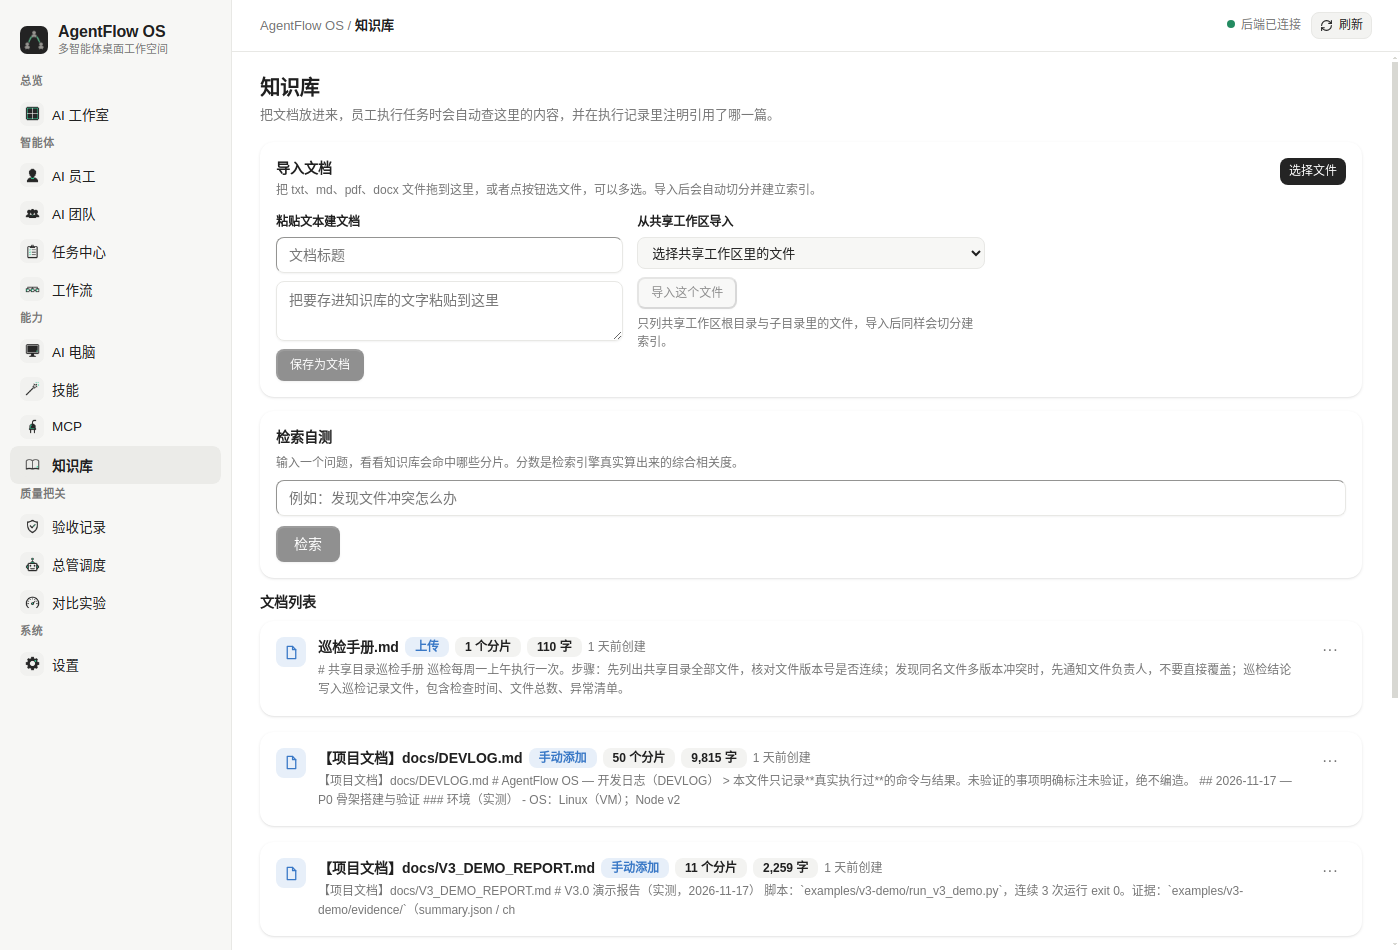 AgentFlow OS
多智能体桌面工作空间
总览
AI 工作室
智能体
AI 员工
AI 团队
任务中心
工作流
能力
AI 电脑
技能
MCP
知识库
质量把关
验收记录
总管调度
对比实验
系统
设置
AgentFlow OS / 知识库
后端已连接
刷新
知识库
把文档放进来，员工执行任务时会自动查这里的内容，并在执行记录里注明引用了哪一篇。
导入文档
把 txt、md、pdf、docx 文件拖到这里，或者点按钮选文件，可以多选。导入后会自动切分并建立索引。
选择文件
粘贴文本建文档
文档标题
把要存进知识库的文字粘贴到这里
保存为文档
从共享工作区导入
选择共享工作区里的文件
导入这个文件
只列共享工作区根目录与子目录里的文件，导入后同样会切分建
索引。
检索自测
输入一个问题，看看知识库会命中哪些分片。分数是检索引擎真实算出来的综合相关度。
例如：发现文件冲突怎么办
检索
文档列表
巡检手册.md 上传 1 个分片 110 字 1 天前创建
# 共享目录巡检手册 巡检每周一上午执行一次。步骤：先列出共享目录全部文件，核对文件版本号是否连续；发现同名文件多版本冲突时，先通知文件负责人，不要直接覆盖；巡检结论
写入巡检记录文件，包含检查时间、文件总数、异常清单。
【项目文档】docs/DEVLOG.md 手动添加 50 个分片 9,815 字 1 天前创建
【项目文档】docs/DEVLOG.md # AgentFlow OS — 开发日志（DEVLOG） > 本文件只记录**真实执行过**的命令与结果。未验证的事项明确标注未验证，绝不编造。 ## 2026-11-17 —
P0 骨架搭建与验证 ### 环境（实测） - OS：Linux（VM）；Node v2
【项目文档】docs/V3_DEMO_REPORT.md 手动添加 11 个分片 2,259 字 1 天前创建
【项目文档】docs/V3_DEMO_REPORT.md # V3.0 演示报告（实测，2026-11-17） 脚本：`examples/v3-demo/run_v3_demo.py`，连续 3 次运行 exit 0。证据：`examples/v3-
demo/evidence/`（summary.json / ch